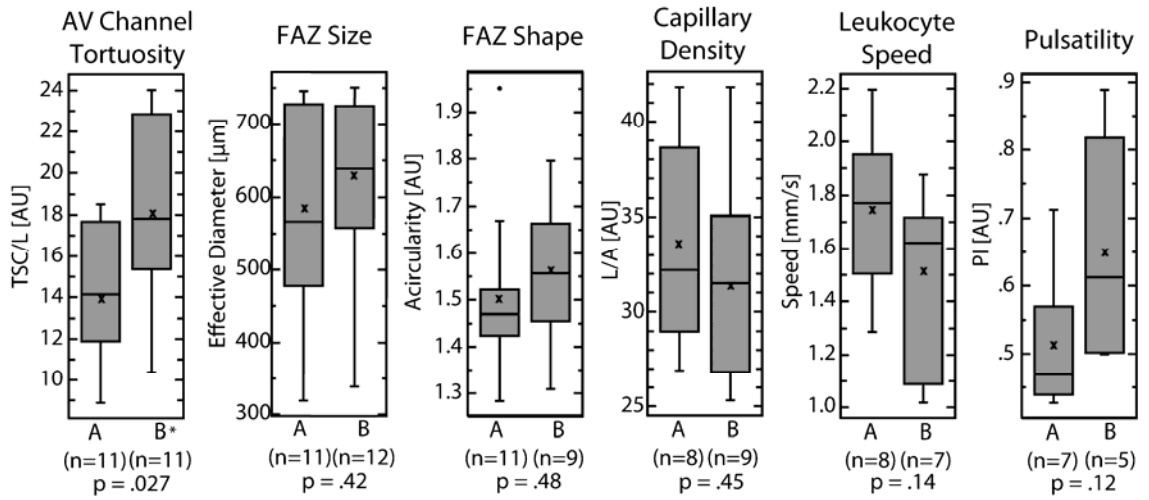 AV Channel
Tortuosity
TSC/L [AU]
24
22
20
18
16
14
12
10
A B*
(n=11)(n=11)
p = .027
FAZ Size
Effective Diameter [µm]
700
600
500
400
300
A B
(n=11)(n=12)
p = .42
FAZ Shape
Acircularity [AU]
1.9
1.8
1.7
1.6
1.5
1.4
1.3
A B
(n=11) (n=9)
p = .48
Capillary
Density
L/A [AU]
40
35
30
25
A B
(n=8) (n=9)
p = .45
Leukocyte
Speed
Speed [mm/s]
2.2
2.0
1.8
1.6
1.4
1.2
1.0
A B
(n=8) (n=7)
p = .14
Pulsatility
PI [AU]
.9
.8
.7
.6
.5
A B
(n=7) (n=5)
p = .12